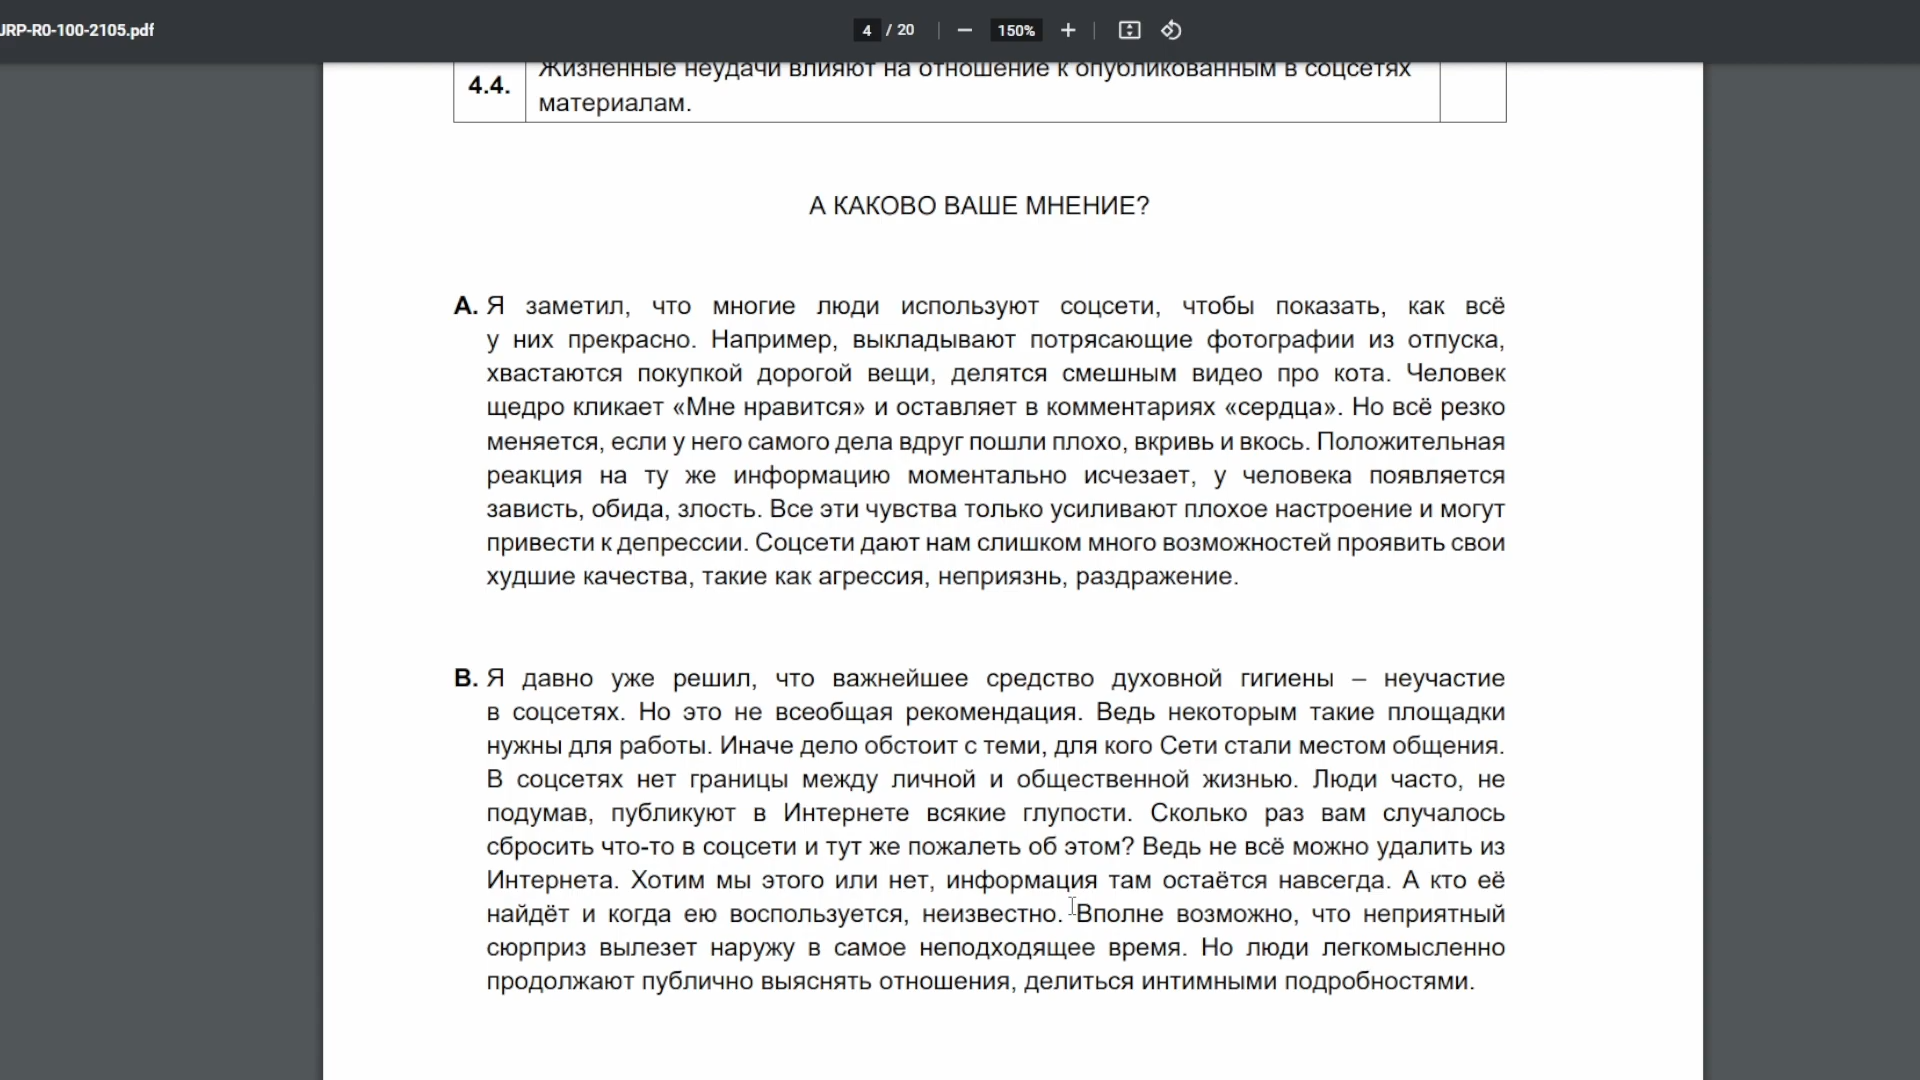 JRP-R0-100-2105.pdf
4 / 20 — 150% +
Жизненные неудачи влияют на отношение к опубликованным в соцсетях
4.4.
материалам.
А КАКОВО ВАШЕ МНЕНИЕ?
A. Я заметил, что многие люди используют соцсети, чтобы показать, как всё
у них прекрасно. Например, выкладывают потрясающие фотографии из отпуска,
хвастаются покупкой дорогой вещи, делятся смешным видео про кота. Человек
щедро кликает «Мне нравится» и оставляет в комментариях «сердца». Но всё резко
меняется, если у него самого дела вдруг пошли плохо, вкривь и вкось. Положительная
реакция на ту же информацию моментально исчезает, у человека появляется
зависть, обида, злость. Все эти чувства только усиливают плохое настроение и могут
привести к депрессии. Соцсети дают нам слишком много возможностей проявить свои
худшие качества, такие как агрессия, неприязнь, раздражение.
B. Я давно уже решил, что важнейшее средство духовной гигиены – неучастие
в соцсетях. Но это не всеобщая рекомендация. Ведь некоторым такие площадки
нужны для работы. Иначе дело обстоит с теми, для кого Сети стали местом общения.
В соцсетях нет границы между личной и общественной жизнью. Люди часто, не
подумав, публикуют в Интернете всякие глупости. Сколько раз вам случалось
сбросить что-то в соцсети и тут же пожалеть об этом? Ведь не всё можно удалить из
Интернета. Хотим мы этого или нет, информация там остаётся навсегда. А кто её
найдёт и когда ею воспользуется, неизвестно. Вполне возможно, что неприятный
сюрприз вылезет наружу в самое неподходящее время. Но люди легкомысленно
продолжают публично выяснять отношения, делиться интимными подробностями.